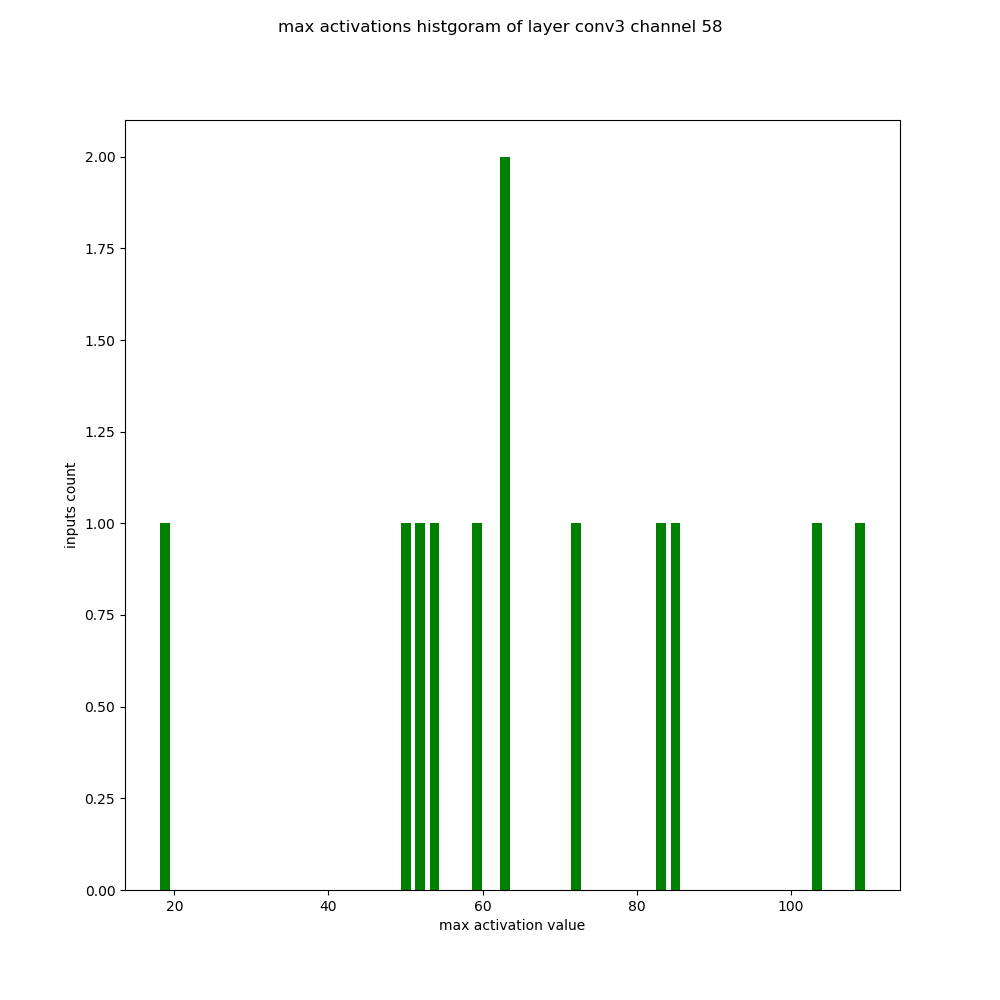 max activations histgoram of layer conv3 channel 58
2.00
1.75
1.50
1.25
1.00
0.75
0.50
0.25
0.00
inputs count
20 40 60 80 100
max activation value